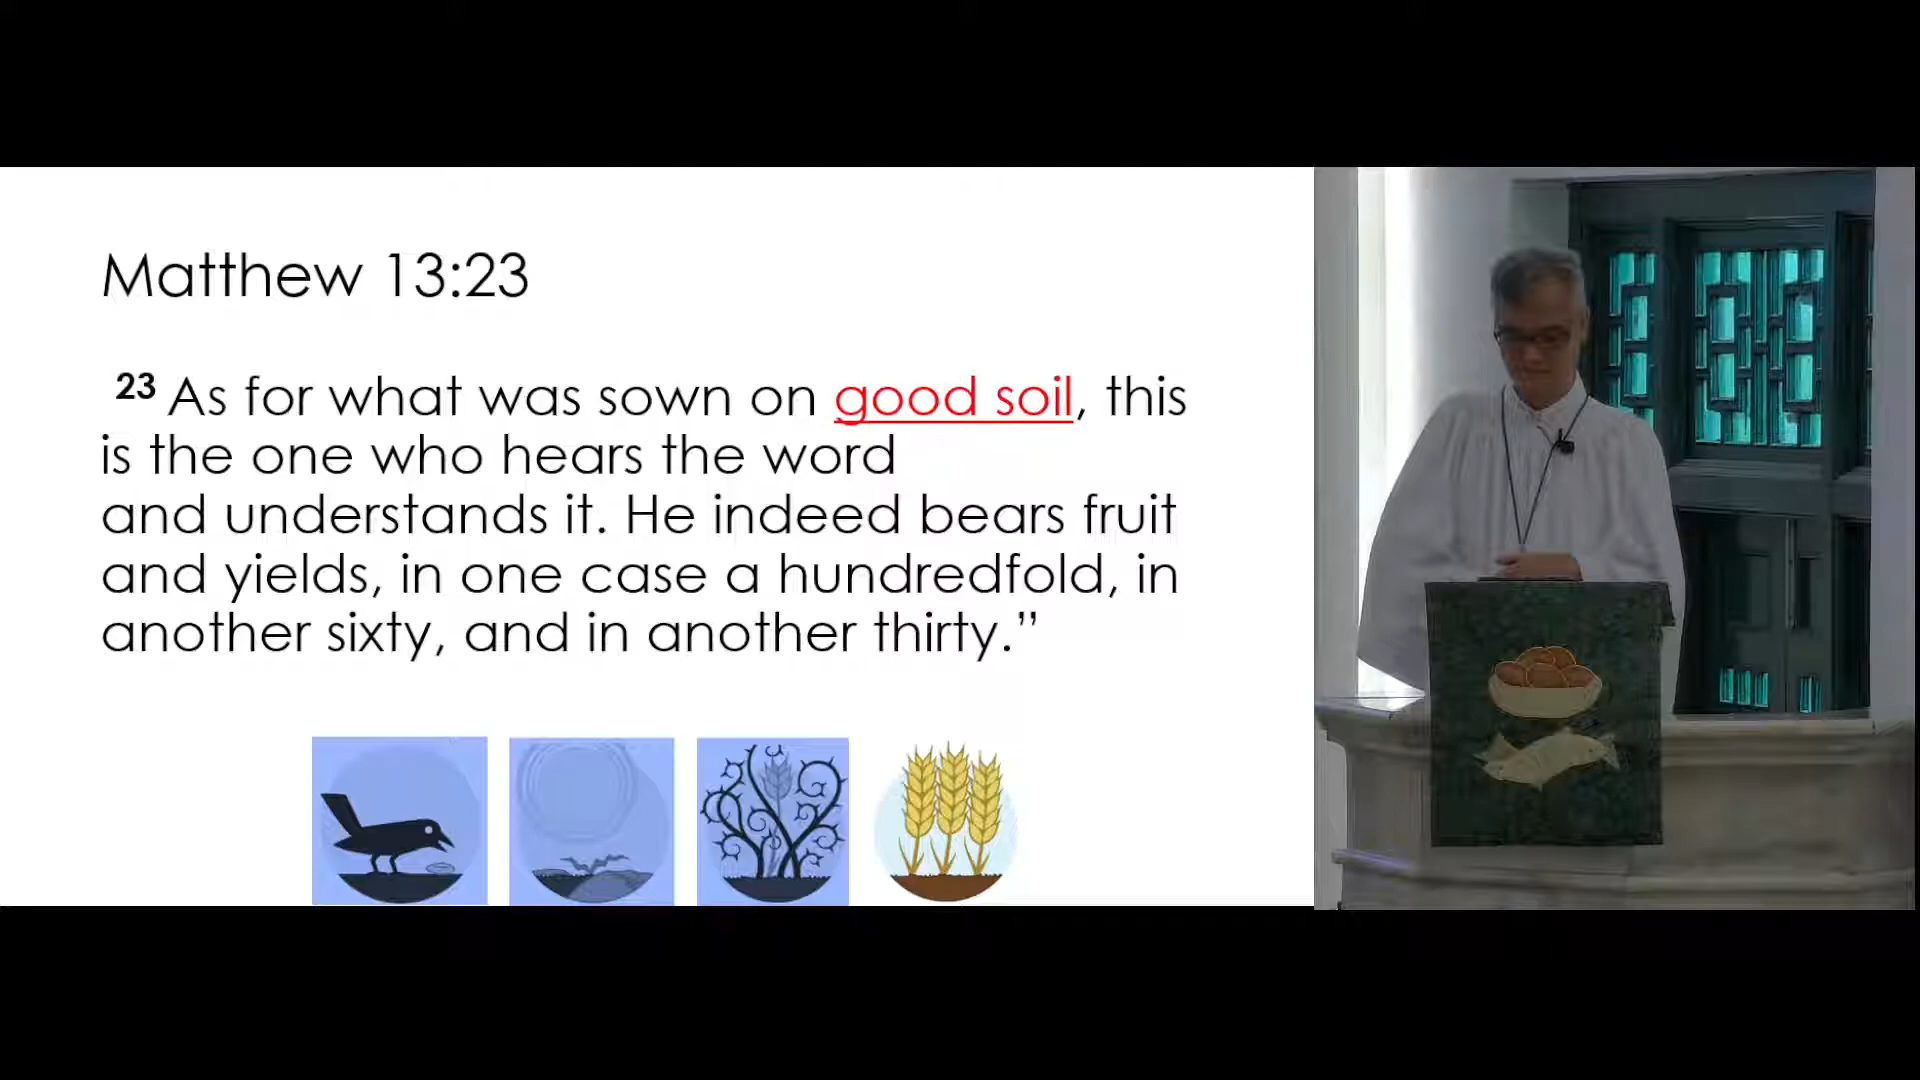 Matthew 13:23
23 As for what was sown on good soil, this
is the one who hears the word
and understands it. He indeed bears fruit
and yields, in one case a hundredfold, in
another sixty, and in another thirty.”